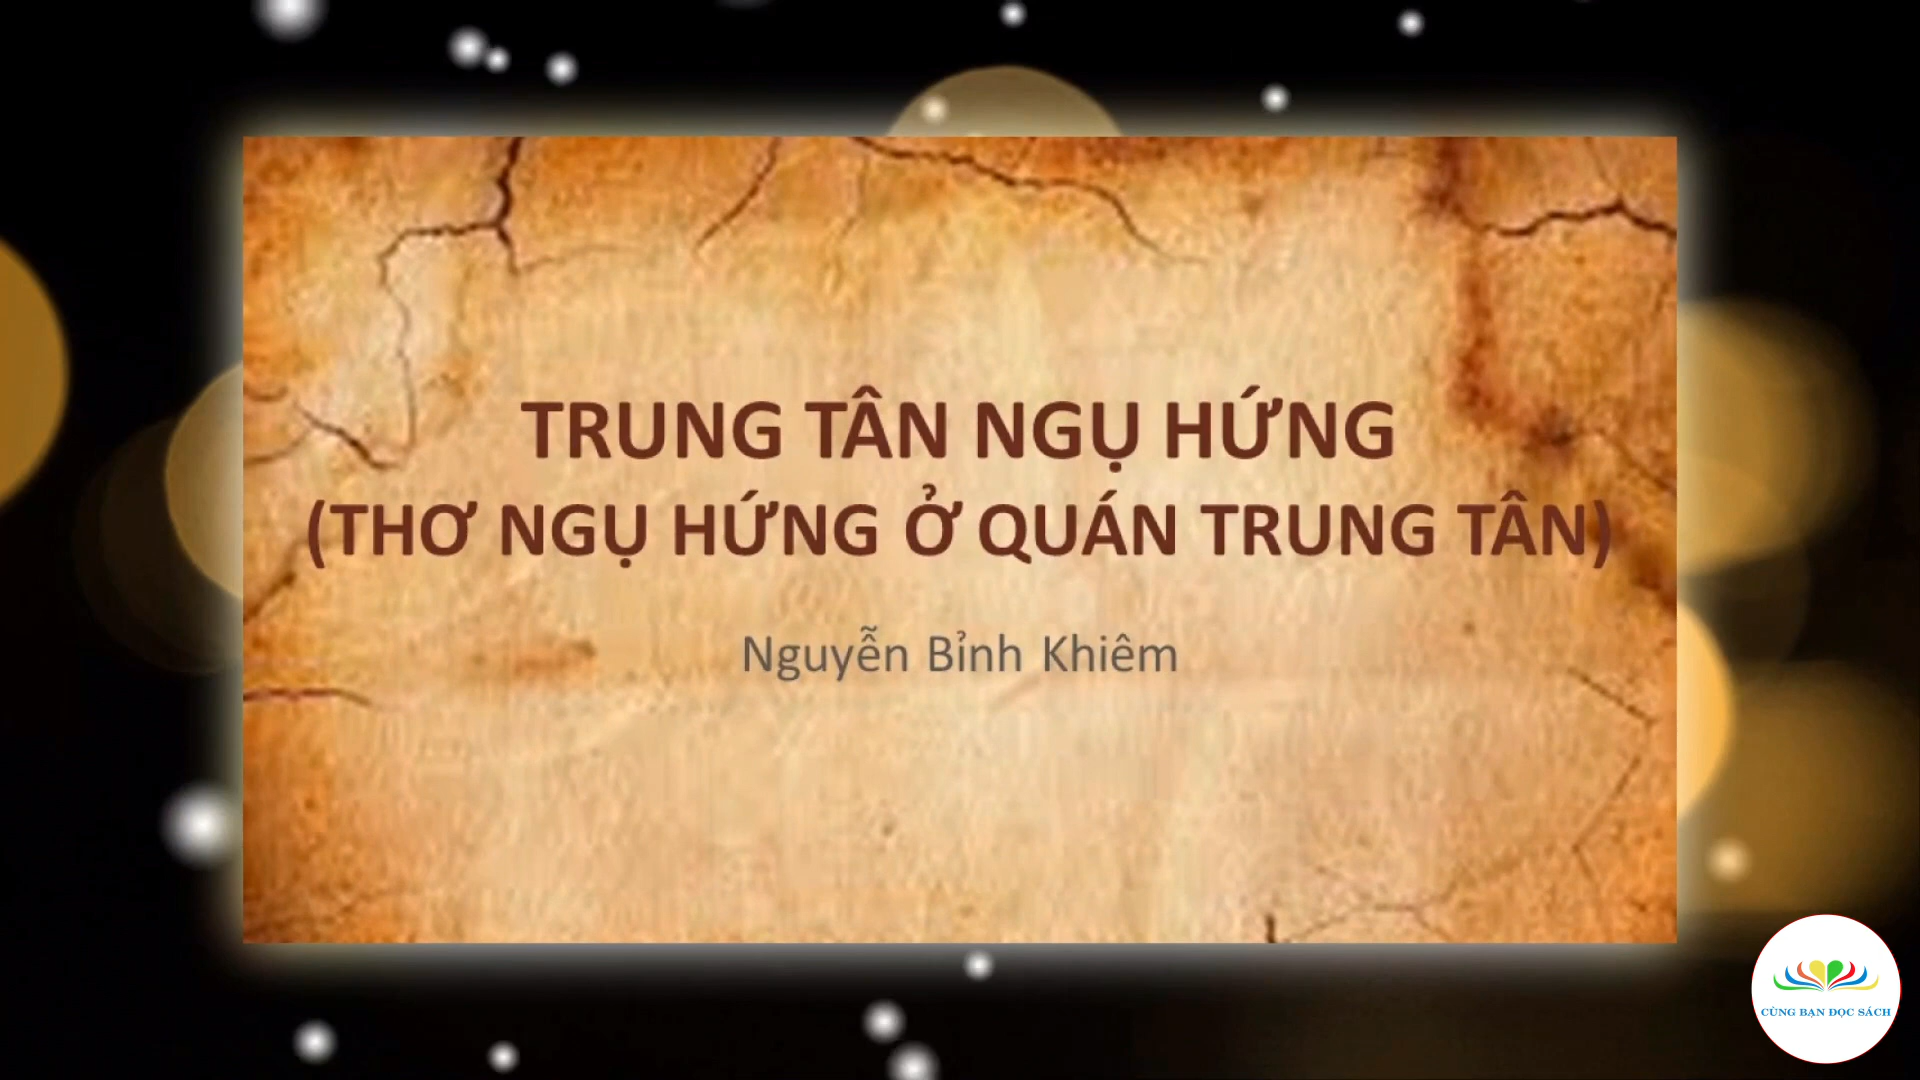 TRUNG TÂN NGỤ HỨNG
(THƠ NGỤ HỨNG Ở QUÁN TRUNG TÂN)
Nguyễn Bỉnh Khiêm
CÙNG BẠN ĐỌC SÁCH